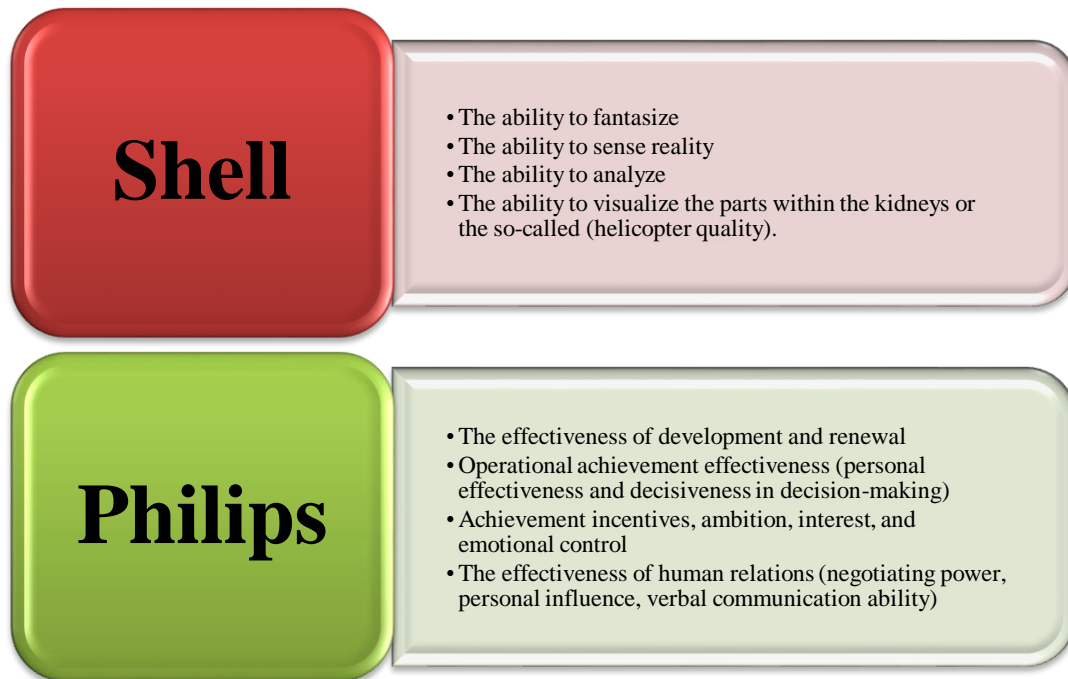 Shell
• The ability to fantasize
• The ability to sense reality
• The ability to analyze
• The ability to visualize the parts within the kidneys or
the so-called (helicopter quality).
Philips
• The effectiveness of development and renewal
• Operational achievement effectiveness (personal
effectiveness and decisiveness in decision-making)
• Achievement incentives, ambition, interest, and
emotional control
• The effectiveness of human relations (negotiating power,
personal influence, verbal communication ability)